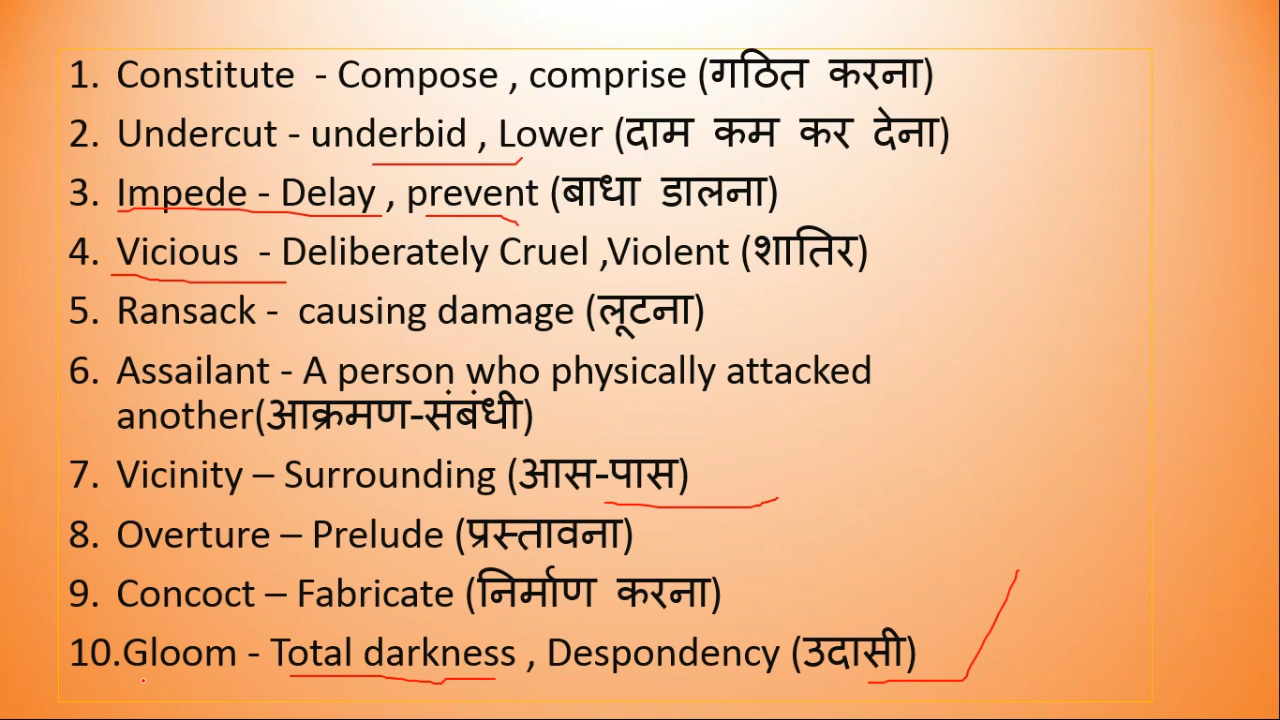 1. Constitute - Compose , comprise (गठित करना)
2. Undercut - underbid , Lower (दाम कम कर देना)
3. Impede - Delay , prevent (बाधा डालना)
4. Vicious - Deliberately Cruel ,Violent (शातिर)
5. Ransack - causing damage (लूटना)
6. Assailant - A person who physically attacked
another(आक्रमण-संबंधी)
7. Vicinity – Surrounding (आस-पास)
8. Overture – Prelude (प्रस्तावना)
9. Concoct – Fabricate (निर्माण करना)
10.Gloom - Total darkness , Despondency (उदासी)